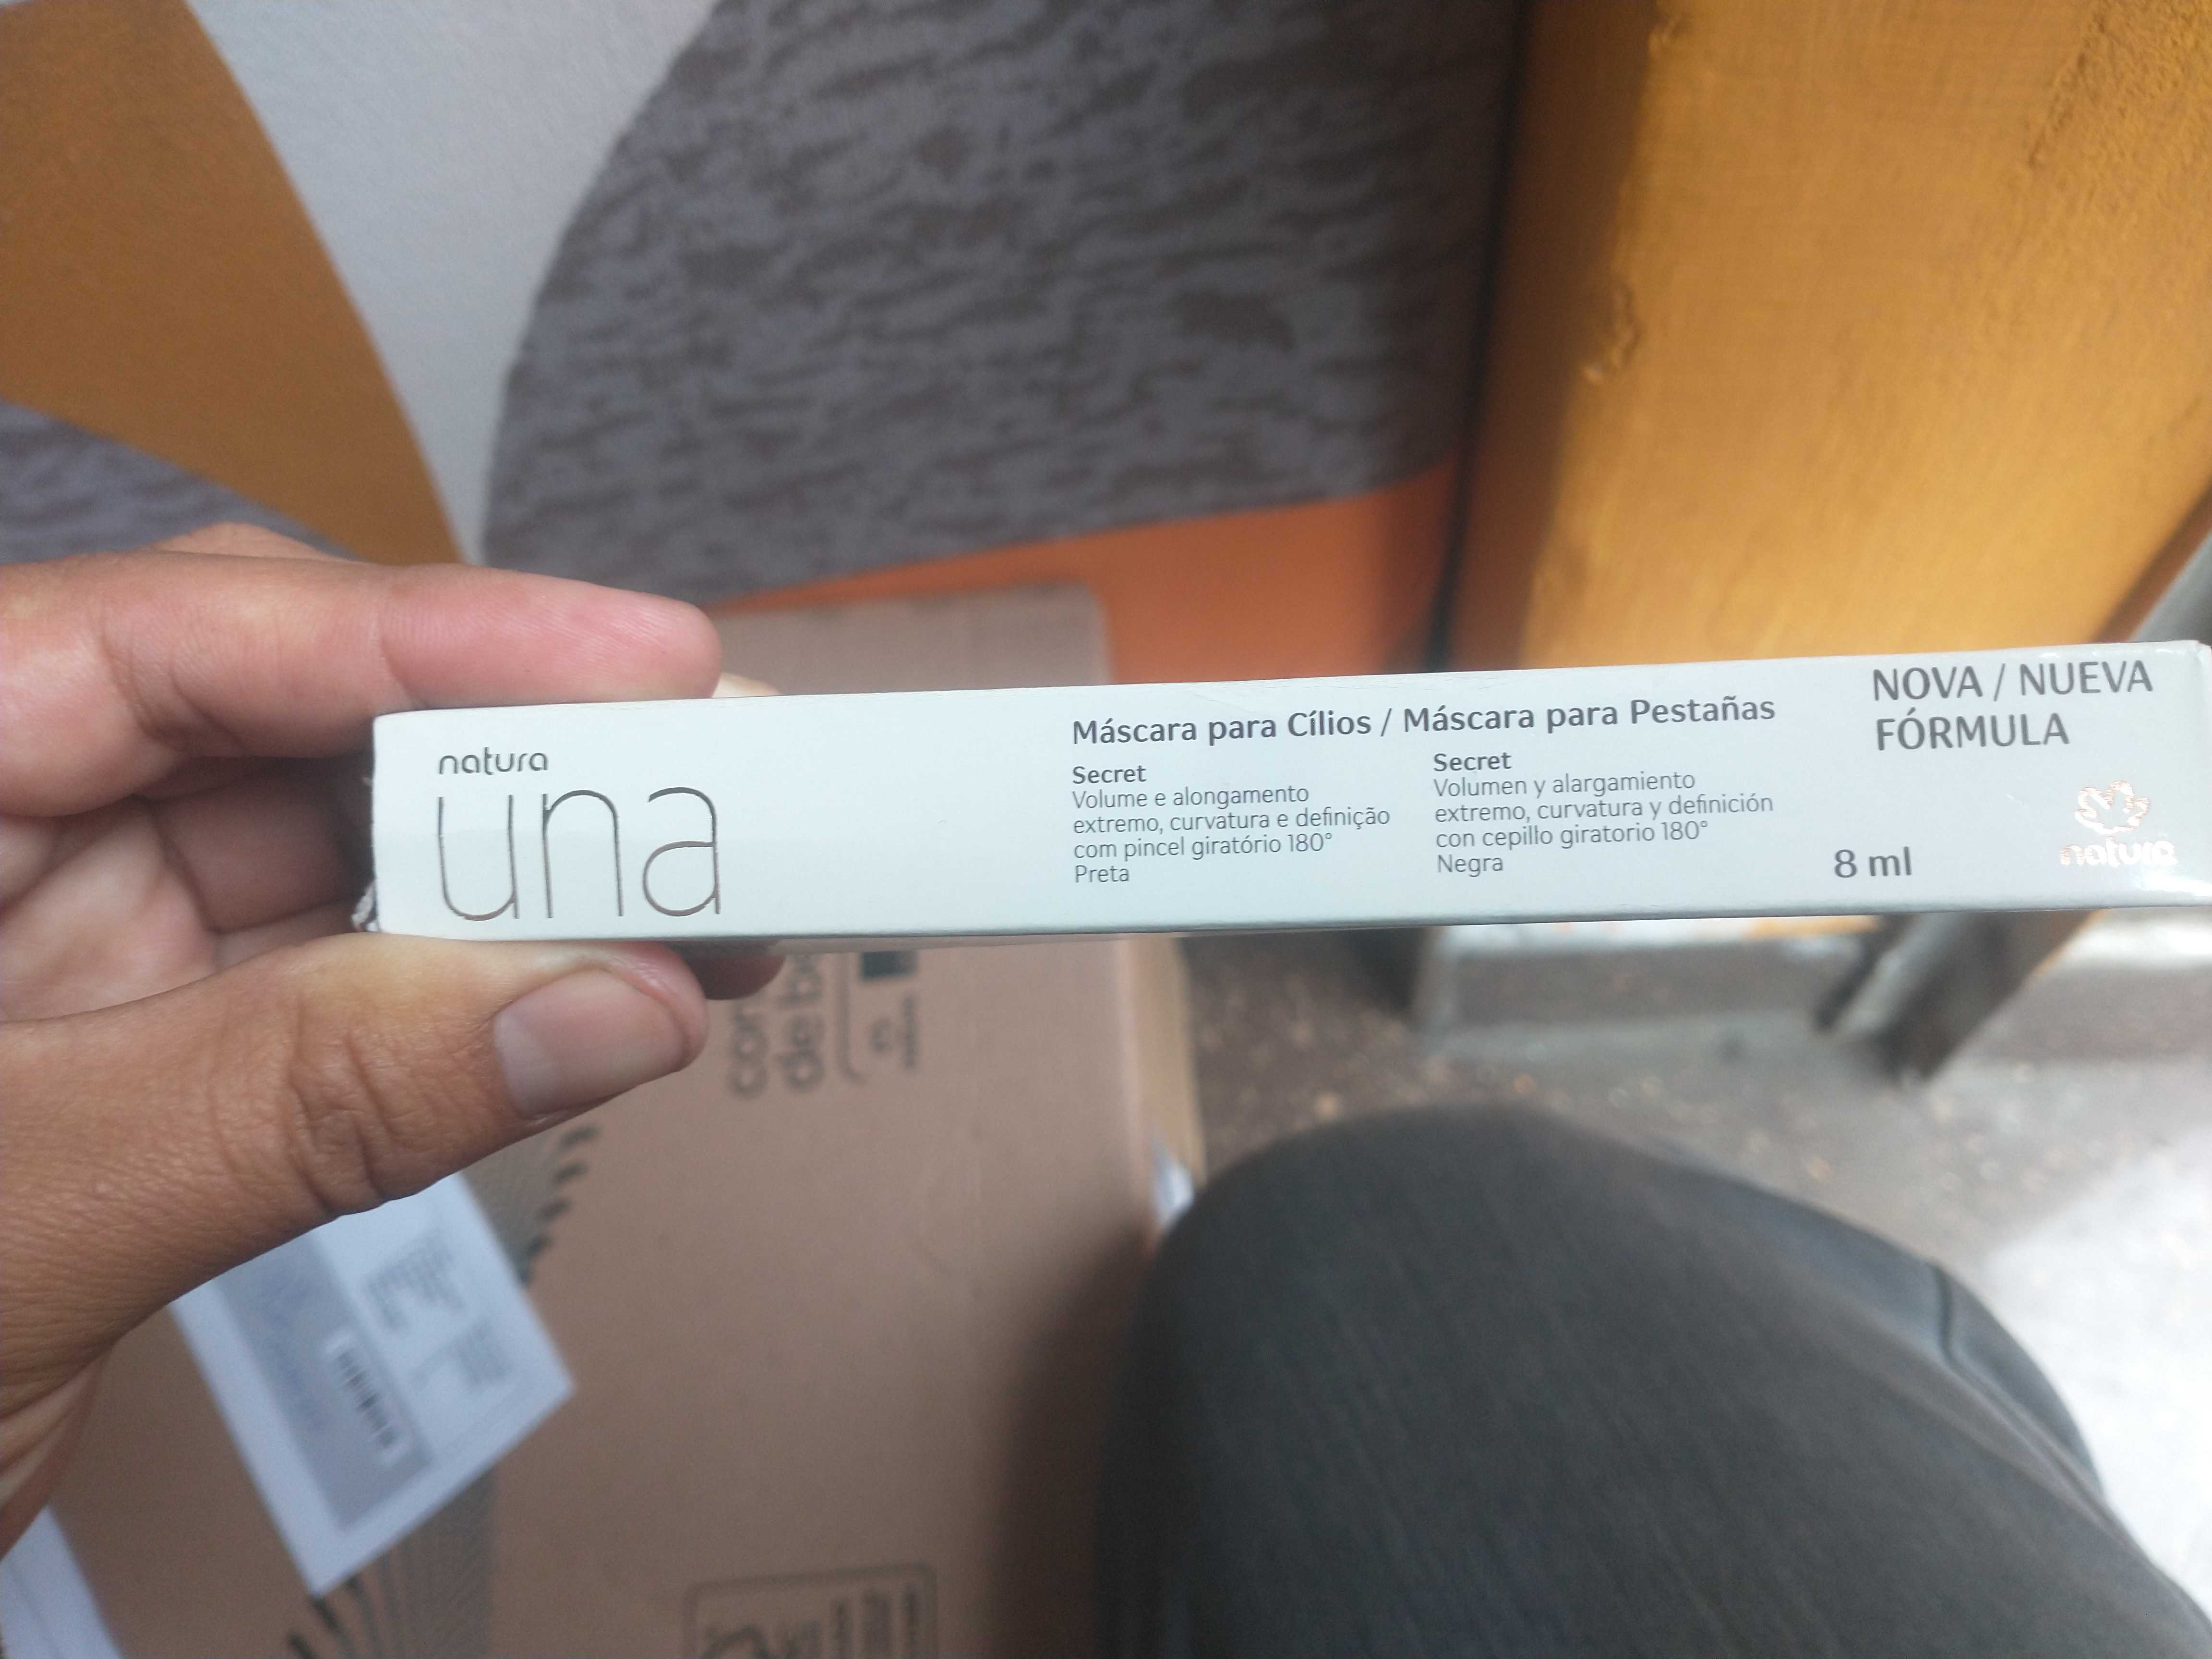 natura
una
Máscara para Cílios / Máscara para Pestañas
Secret
Volume e alongamento
extremo, curvatura e definição
com pincel giratório 180°
Preta
Secret
Volumen y alargamiento
extremo, curvatura y definición
con cepillo giratorio 180°
Negra
8 ml
NOVA / NUEVA
FÓRMULA
natura